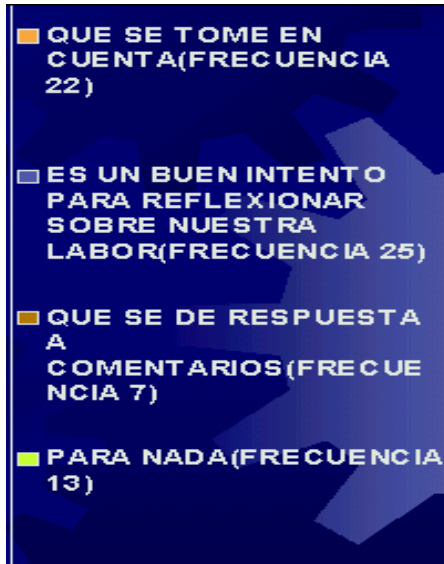 QUE SE TOME EN
CUENTA(FRECUENCIA
22)
ES UN BUEN INTENTO
PARA REFLEXIONAR
SOBRE NUESTRA
LABOR(FRECUENCIA 25)
QUE SE DE RESPUESTA
A
COMENTARIOS(FRECUE
NCIA 7)
PARA NADA(FRECUENCIA
13)